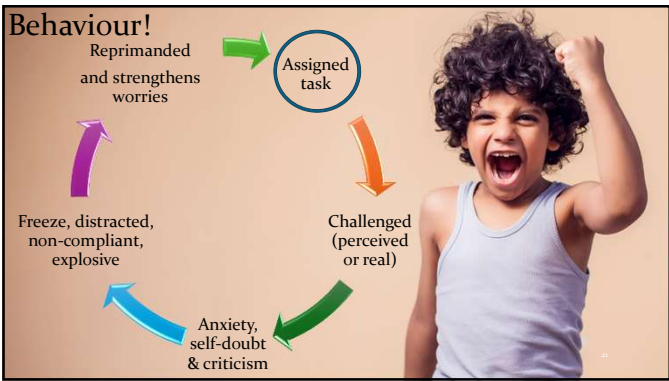 Behaviour!
Reprimanded
and strengthens
worries
Assigned
task
Challenged
(perceived
or real)
Anxiety,
self-doubt
& criticism
Freeze, distracted,
non-compliant,
explosive